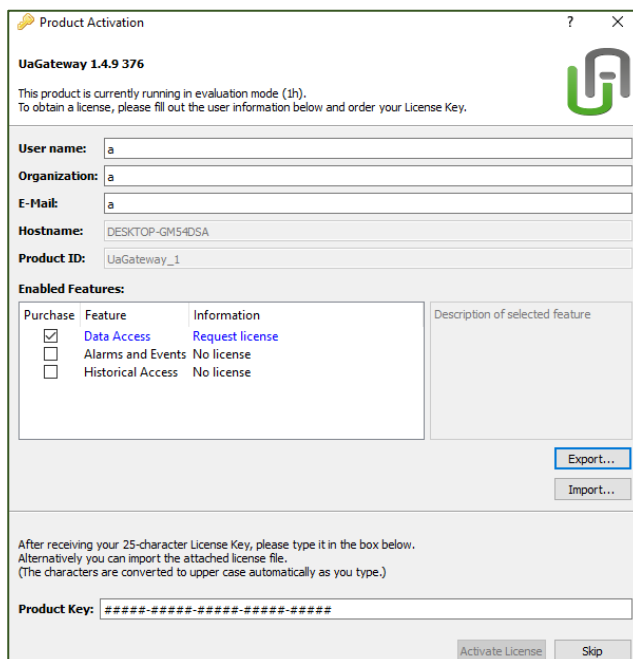 Product Activation ? X
UaGateway 1.4.9 376
This product is currently running in evaluation mode (1h).
To obtain a license, please fill out the user information below and order your License Key.
User name: a
Organization: a
E-Mail: a
Hostname: DESKTOP-GM54DSA
Product ID: UaGateway_1
Enabled Features:
Purchase Feature Information
Data Access Request license
Alarms and Events No license
Historical Access No license
Description of selected feature
Export...
Import...
After receiving your 25-character License Key, please type it in the box below.
Alternatively you can import the attached license file.
(The characters are converted to upper case automatically as you type.)
Product Key: #####-#####-#####-#####-#####
Activate License Skip